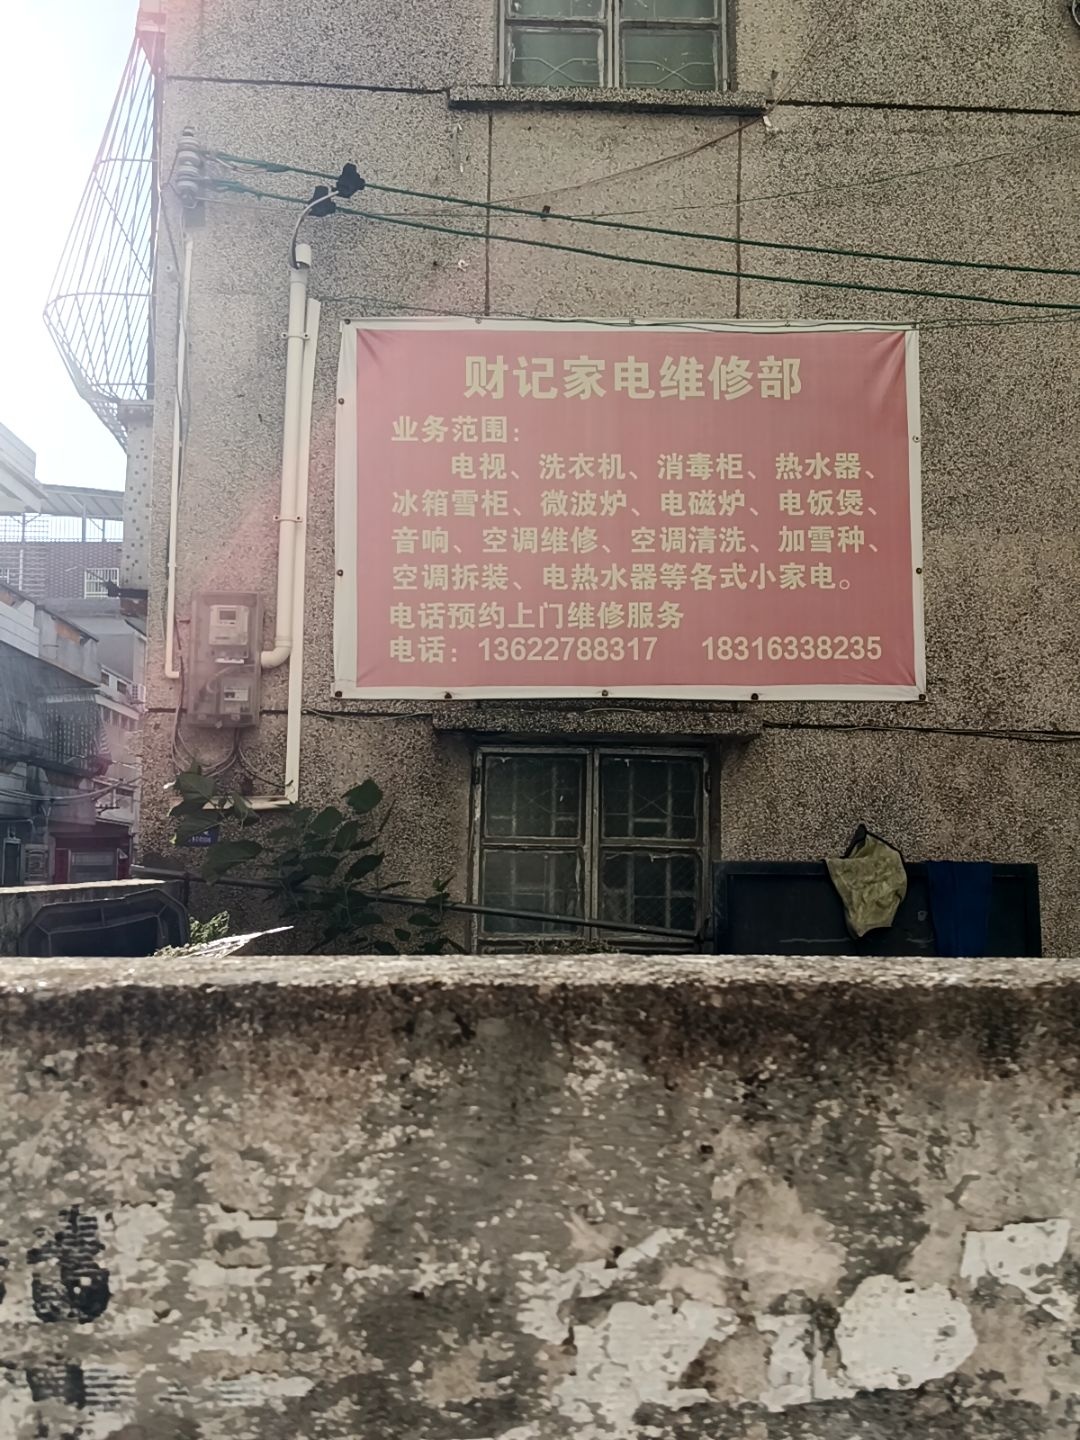 财记家电维修部
业务范围：
电视、洗衣机、消毒柜、热水器、
冰箱雪柜、微波炉、电磁炉、电饭煲、
音响、空调维修、空调清洗、加雪种、
空调拆装、电热水器等各式小家电。
电话预约上门维修服务
电话：13622788317 18316338235